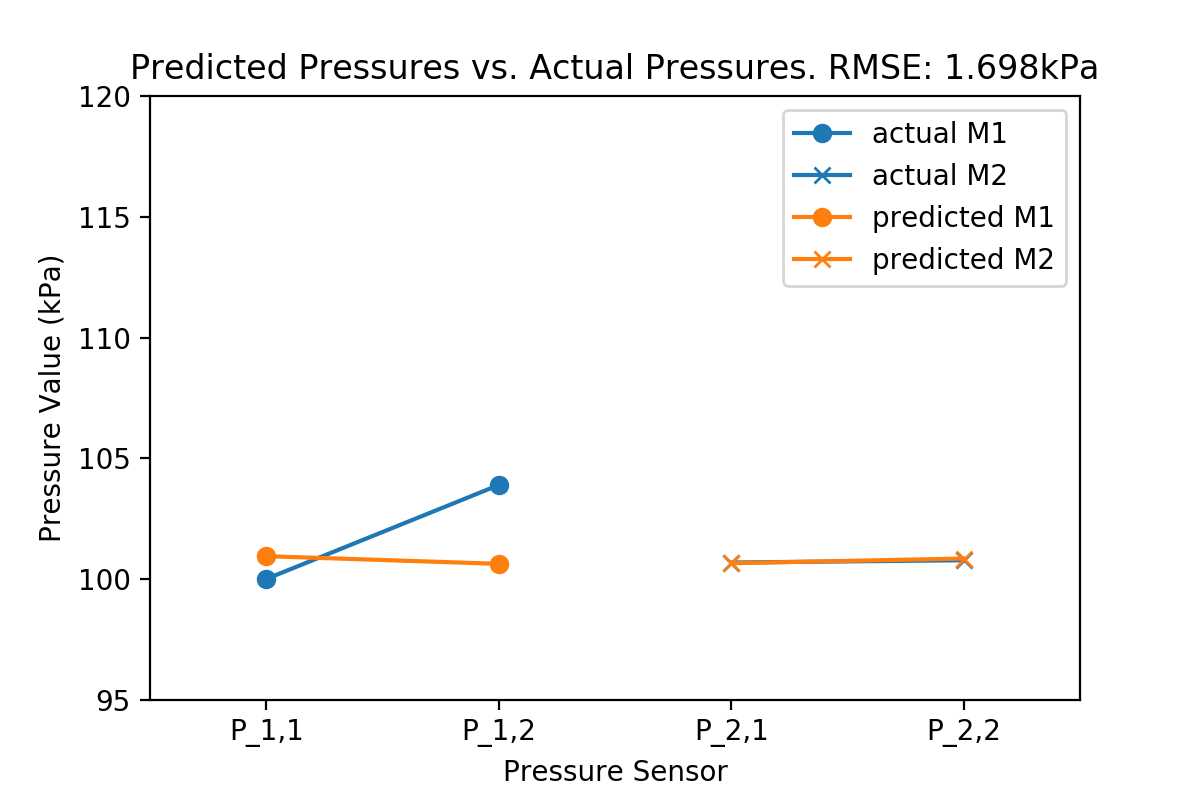 Predicted Pressures vs. Actual Pressures. RMSE: 1.698kPa
120
115
110
105
100
95
Pressure Value (kPa)
actual M1
actual M2
predicted M1
predicted M2
P_1,1
P_1,2
P_2,1
P_2,2
Pressure Sensor